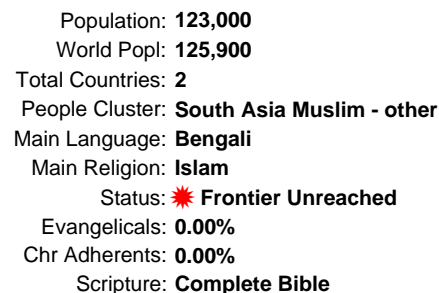 Population: 123,000
World Popl: 125,900
Total Countries: 2
People Cluster: South Asia Muslim - other
Main Language: Bengali
Main Religion: Islam
Status: Frontier Unreached
Evangelicals: 0.00%
Chr Adherents: 0.00%
Scripture: Complete Bible